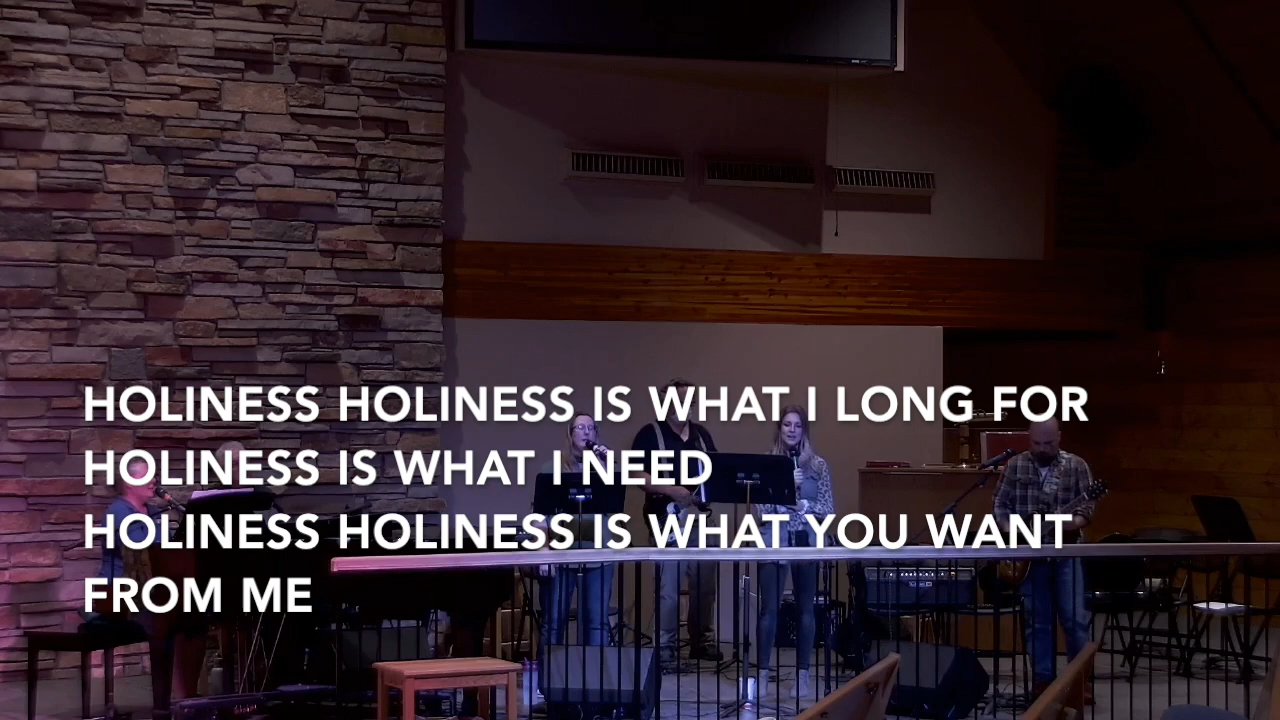 HOLINESS HOLINESS IS WHAT I LONG FOR
HOLINESS IS WHAT I NEED
HOLINESS HOLINESS IS WHAT YOU WANT
FROM ME